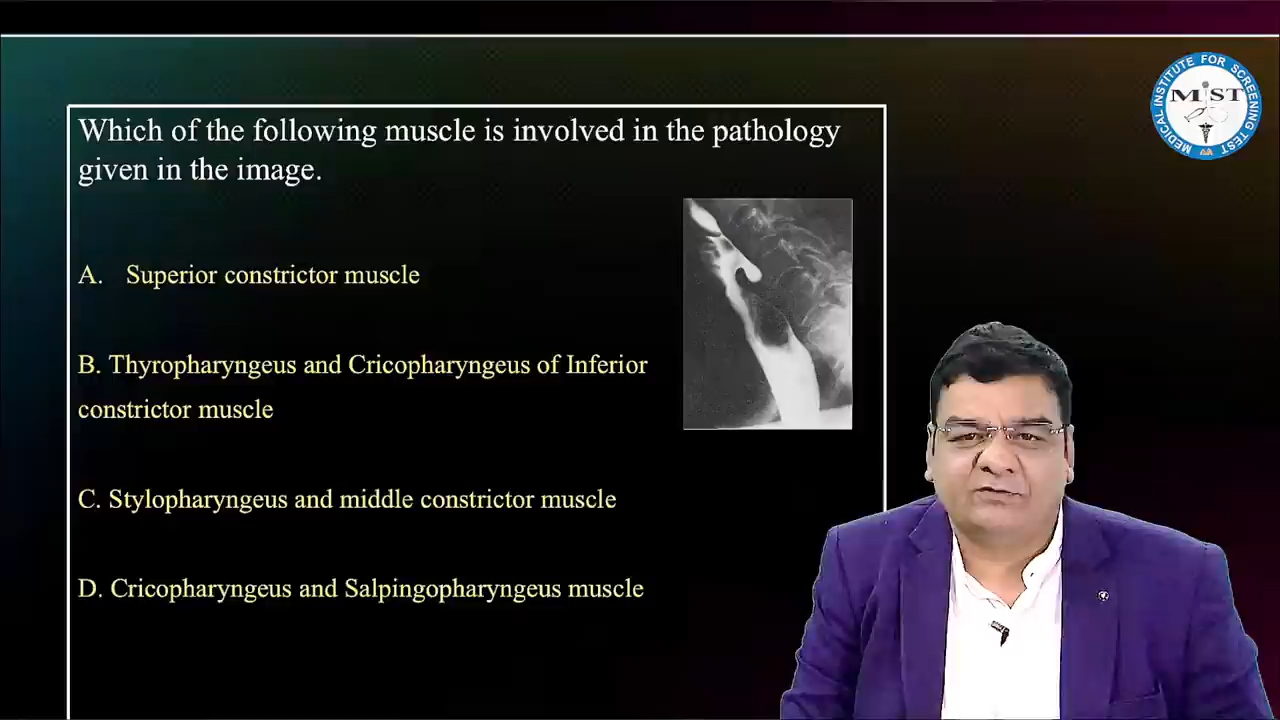 Which of the following muscle is involved in the pathology
given in the image.
A. Superior constrictor muscle
B. Thyropharyngeus and Cricopharyngeus of Inferior
constrictor muscle
C. Stylopharyngeus and middle constrictor muscle
D. Cricopharyngeus and Salpingopharyngeus muscle
MEDICAL INSTITUTE FOR SCREENING TEST
MiST